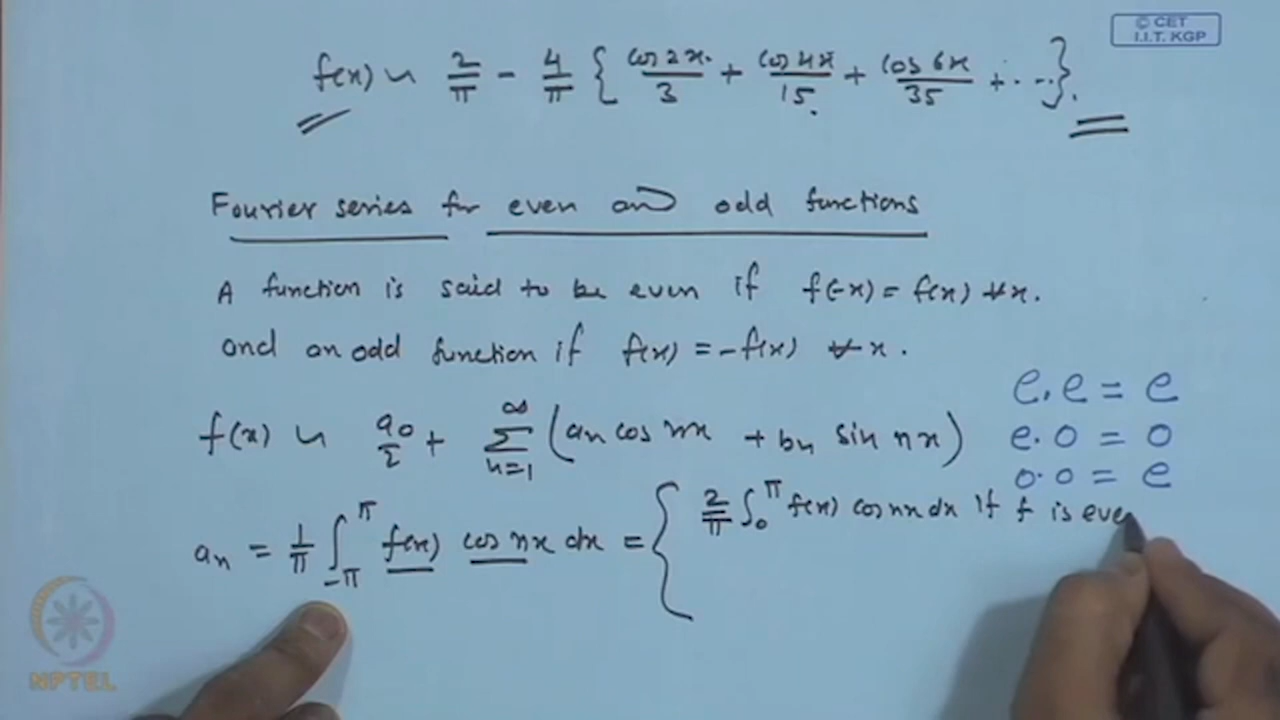 © CET
I.I.T. KGP
f(x) ~ 2/π - 4/π { cos 2x/3 + cos 4x/15 + cos 6x/35 + ... }.
Fourier series for even and odd functions
A function is said to be even if f(-x) = f(x) ∀ x.
and an odd function if f(x) = -f(x) ∀ x.
f(x) ~ a0/2 + ∑_{n=1}^{∞} (an cos nx + bn sin nx)
e.e = e
e.o = o
o.o = e
an = 1/π ∫_{-π}^{π} f(x) cos nx dx = { 2/π ∫_0^π f(x) cos nx dx if f is eve
NPTEL